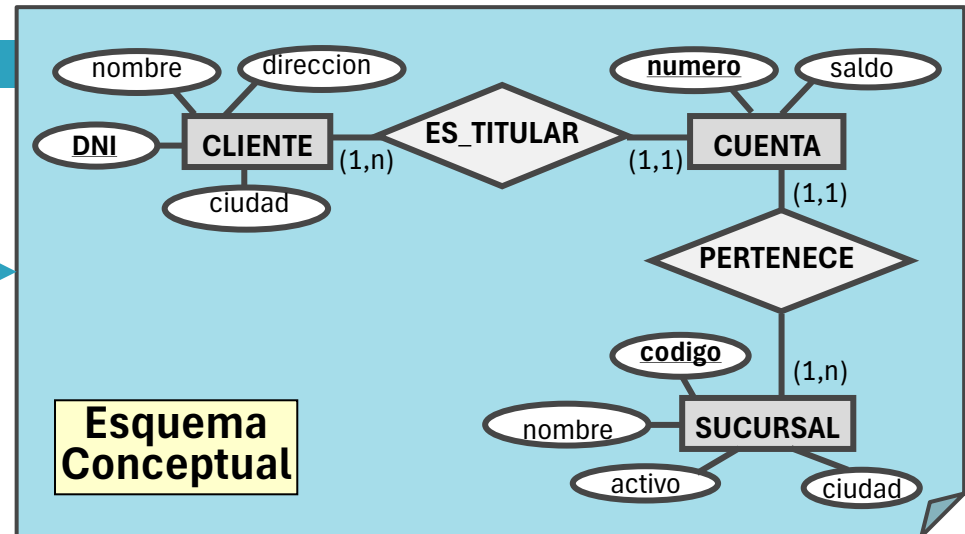 nombre
direccion
numero
saldo
DNI
CLIENTE
(1,n)
ES_TITULAR
(1,1)
CUENTA
ciudad
(1,1)
PERTENECE
codigo
(1,n)
nombre
SUCURSAL
activo
ciudad
Esquema
Conceptual